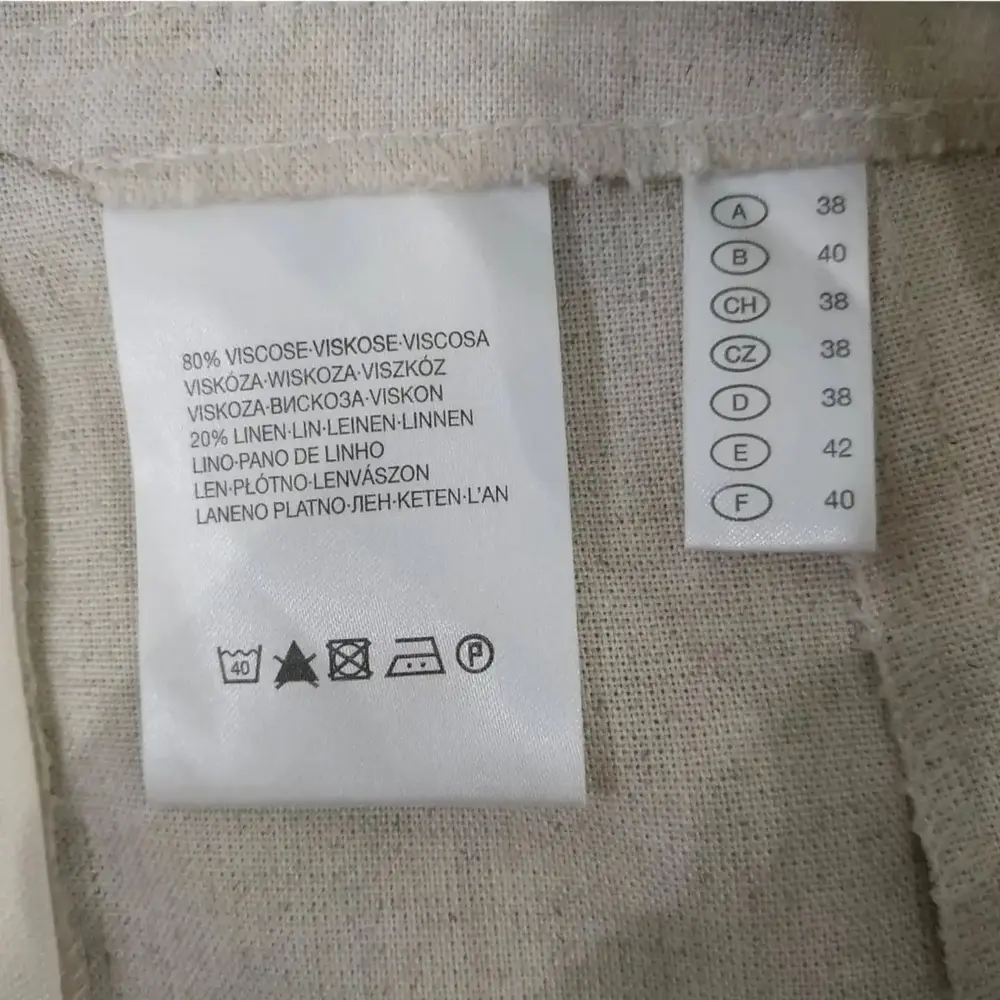 80% VISCOSE·VISKOSE·VISCOSA
VISKÓZA·WISKOZA·VISZKÓZ
VISKOZA·ВИСКОЗА·VISKON
20% LINEN·LIN·LEINEN·LINNEN
LINO·PANO DE LINHO
LEN·PŁÓTNO·LENVÁSZON
LANENO PLATNO·ЛЕН·KETEN·L'AN
40 P
A 38
B 40
CH 38
CZ 38
D 38
E 42
F 40